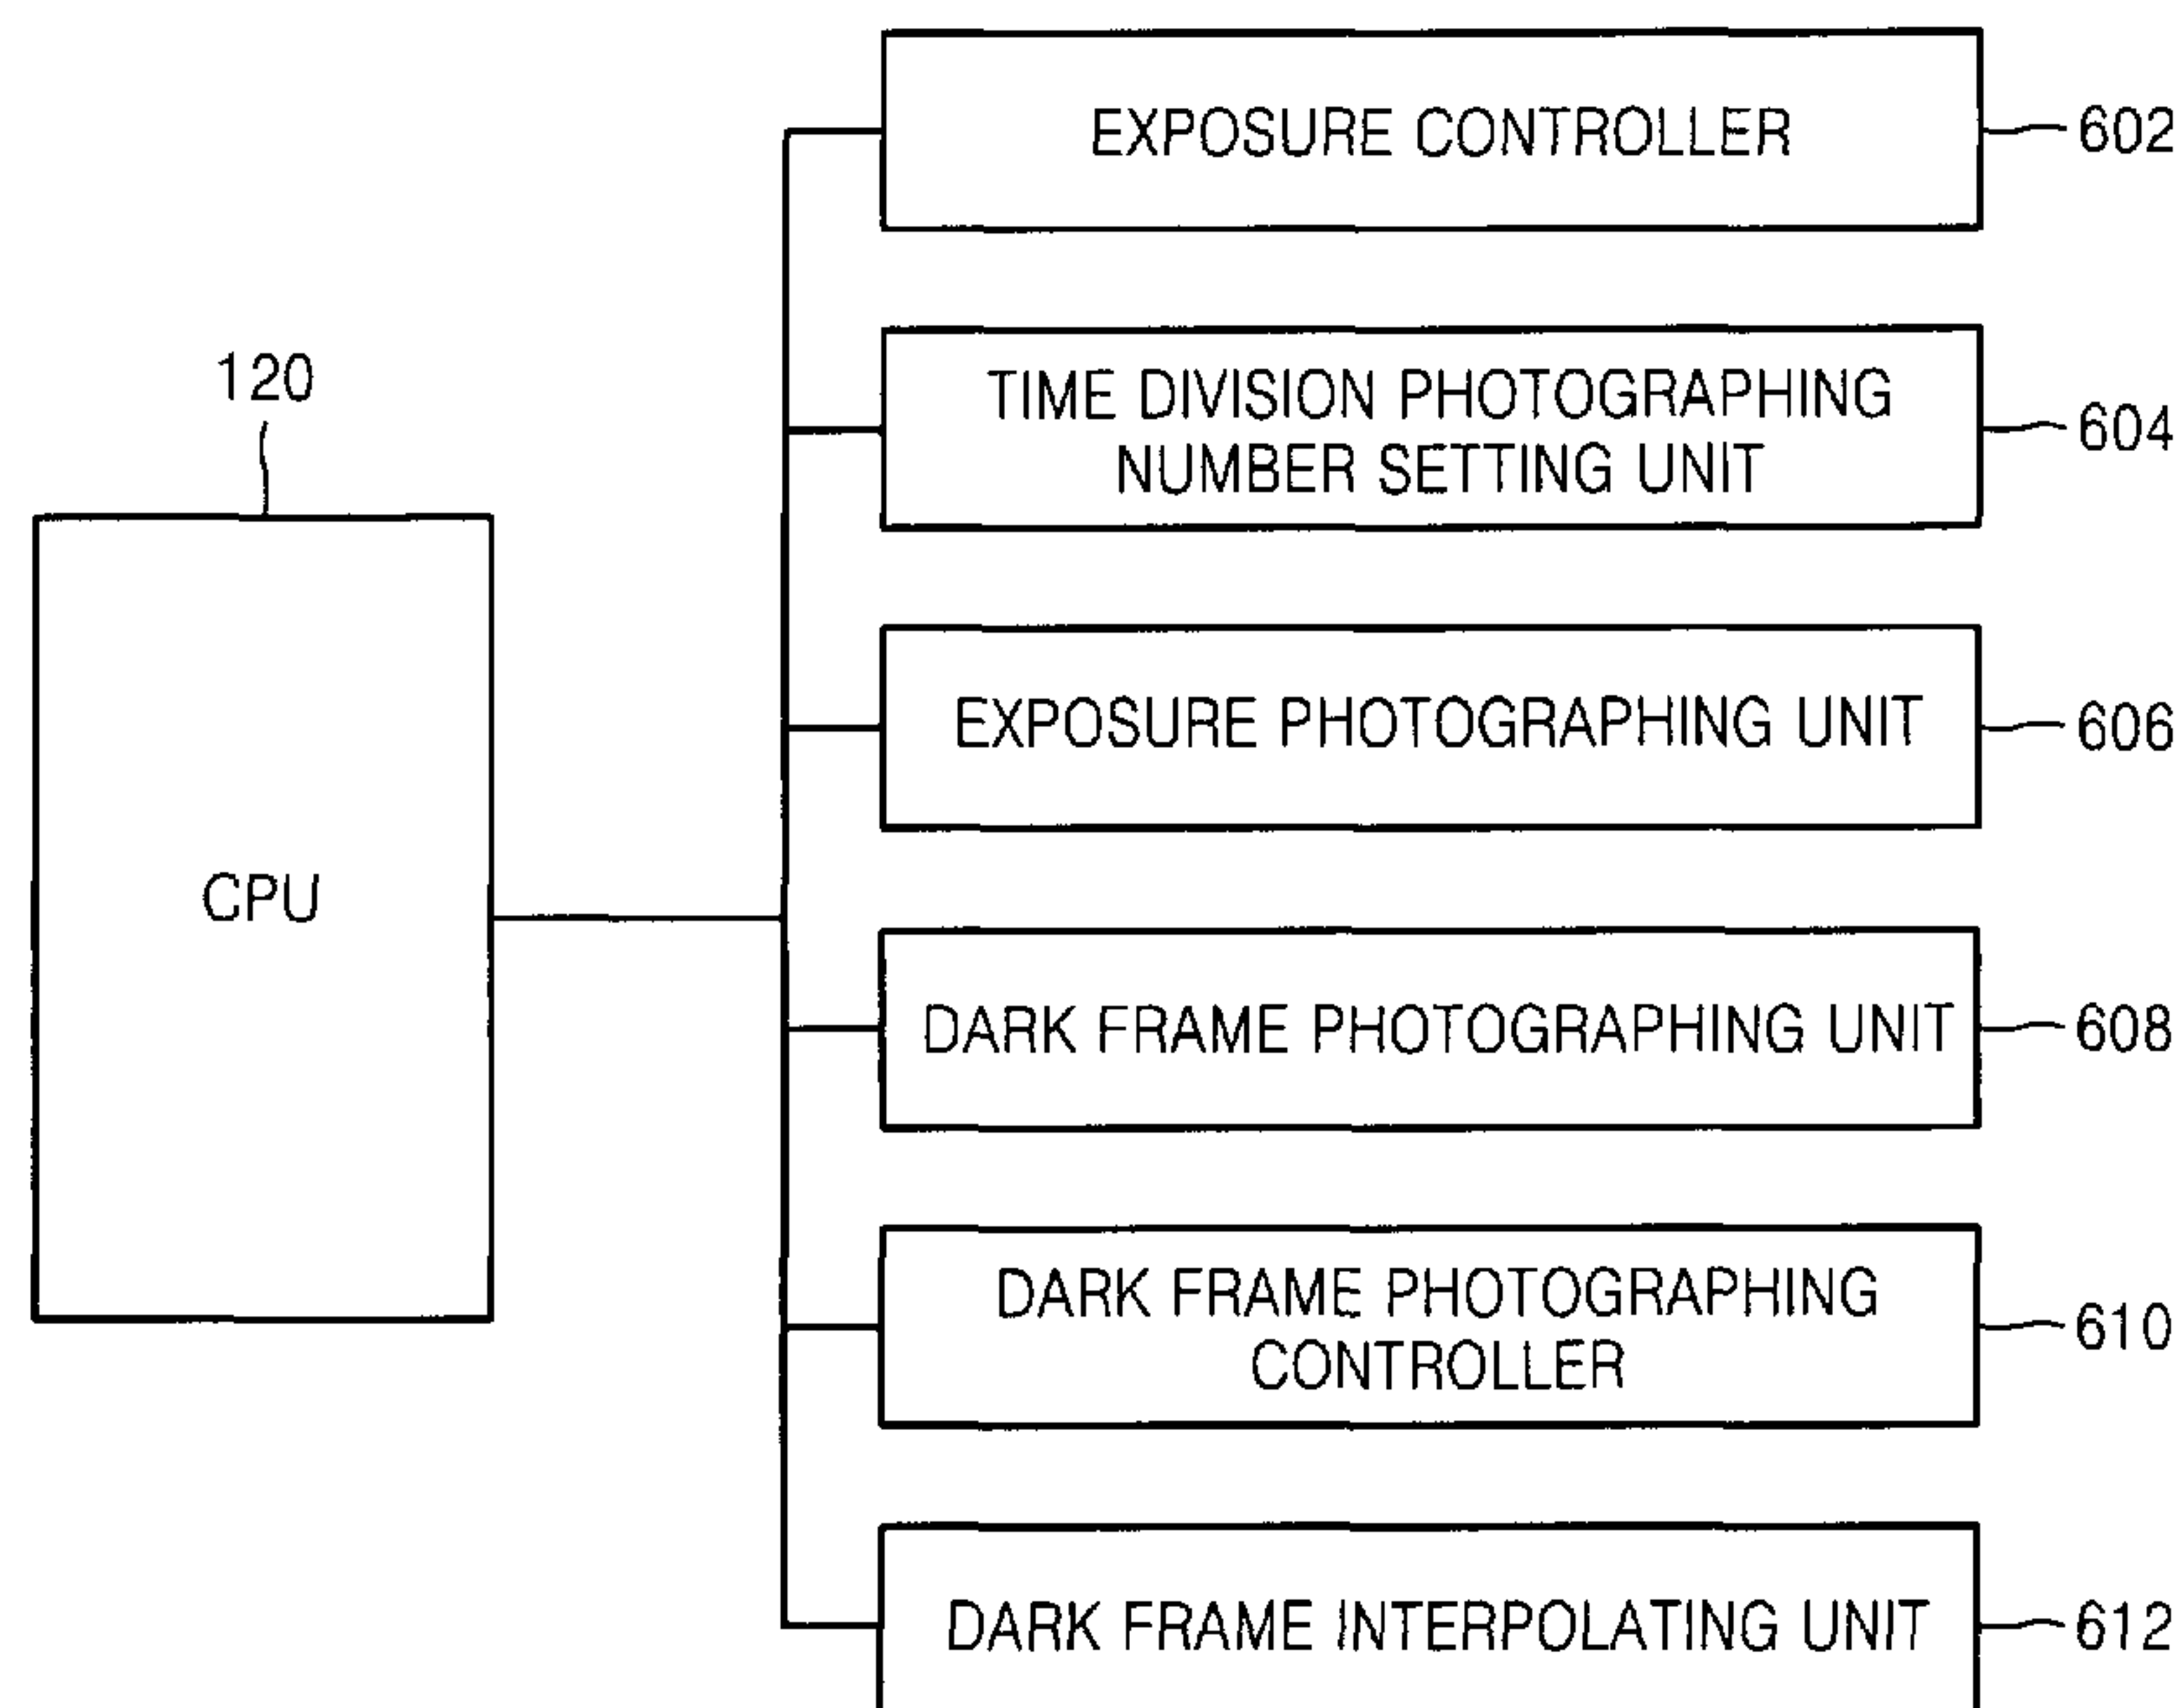 EXPOSURE CONTROLLER
602
120
TIME DIVISION PHOTOGRAPHING
NUMBER SETTING UNIT
604
EXPOSURE PHOTOGRAPHING UNIT
606
CPU
DARK FRAME PHOTOGRAPHING UNIT
608
DARK FRAME PHOTOGRAPHING
CONTROLLER
610
DARK FRAME INTERPOLATING UNIT
612